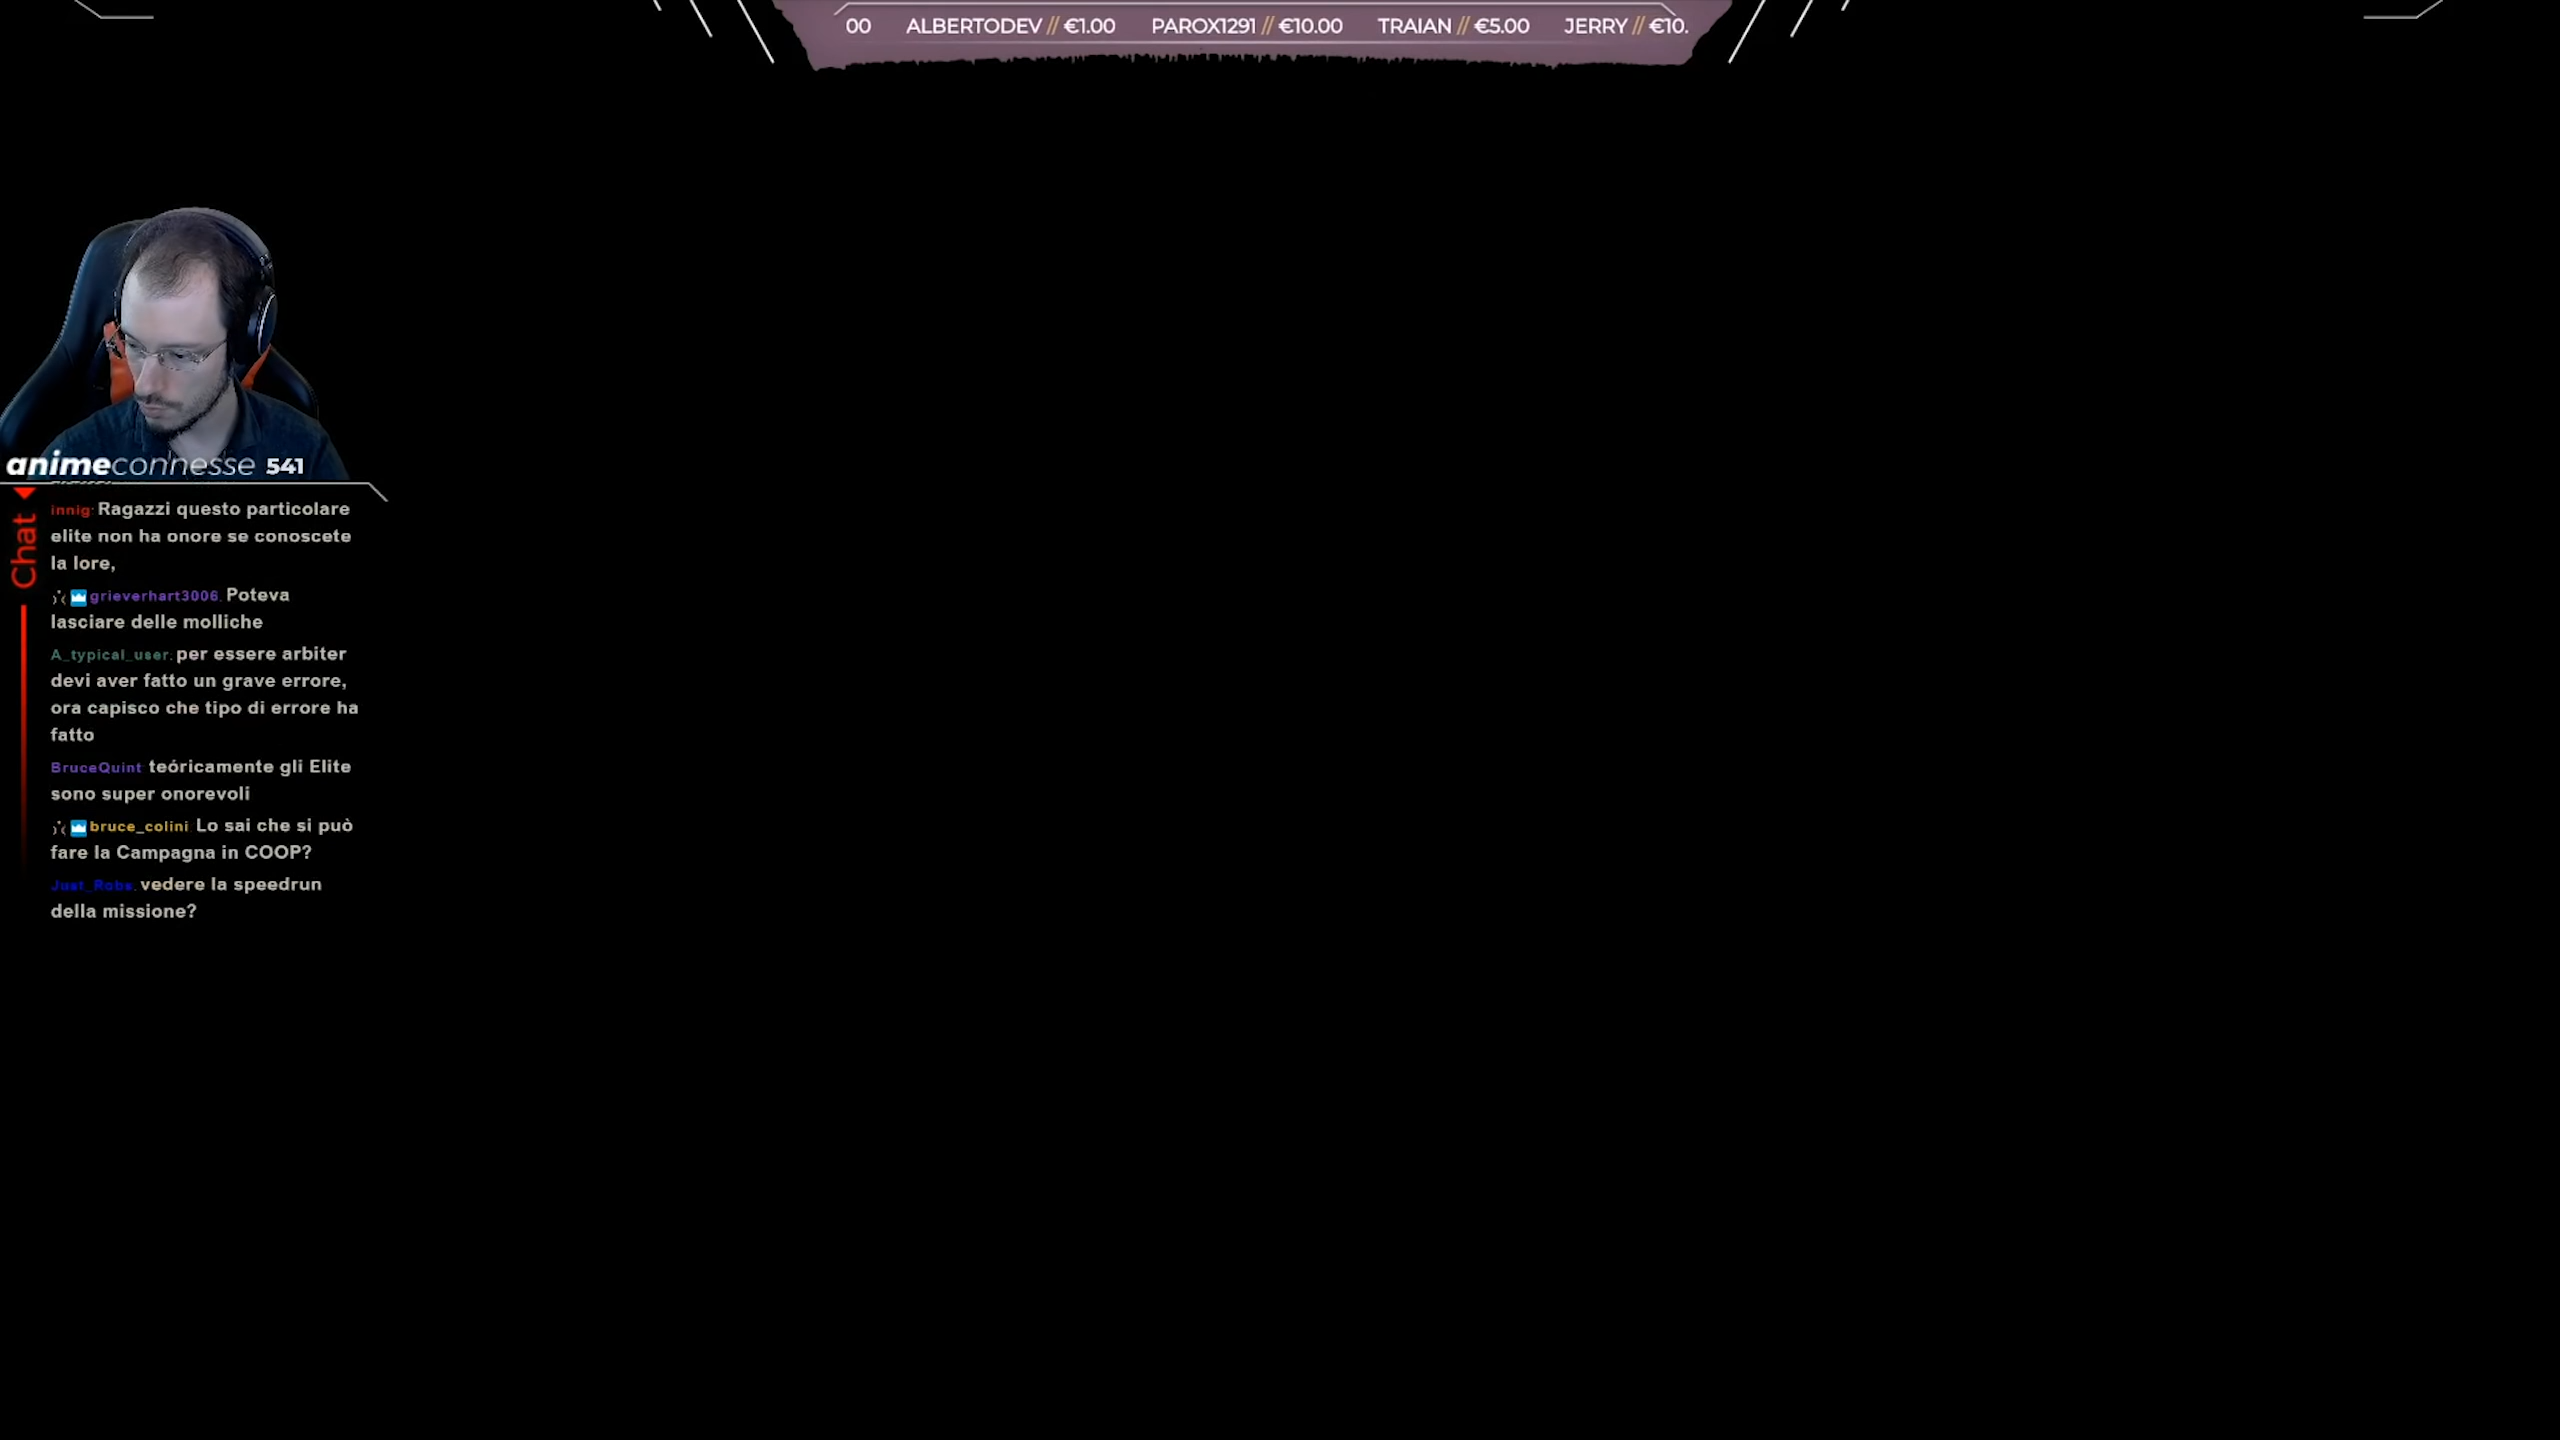 00 ALBERTODEV // €1.00 PAROX1291 // €10.00 TRAIAN // €5.00 JERRY // €10.
animeconnesse 541
Chat
innig: Ragazzi questo particolare
elite non ha onore se conoscete
la lore,
grieverhart3006: Poteva
lasciare delle molliche
A_typical_user: per essere arbiter
devi aver fatto un grave errore,
ora capisco che tipo di errore ha
fatto
BruceQuint: teóricamente gli Elite
sono super onorevoli
bruce_colini: Lo sai che si può
fare la Campagna in COOP?
Just_Robs: vedere la speedrun
della missione?